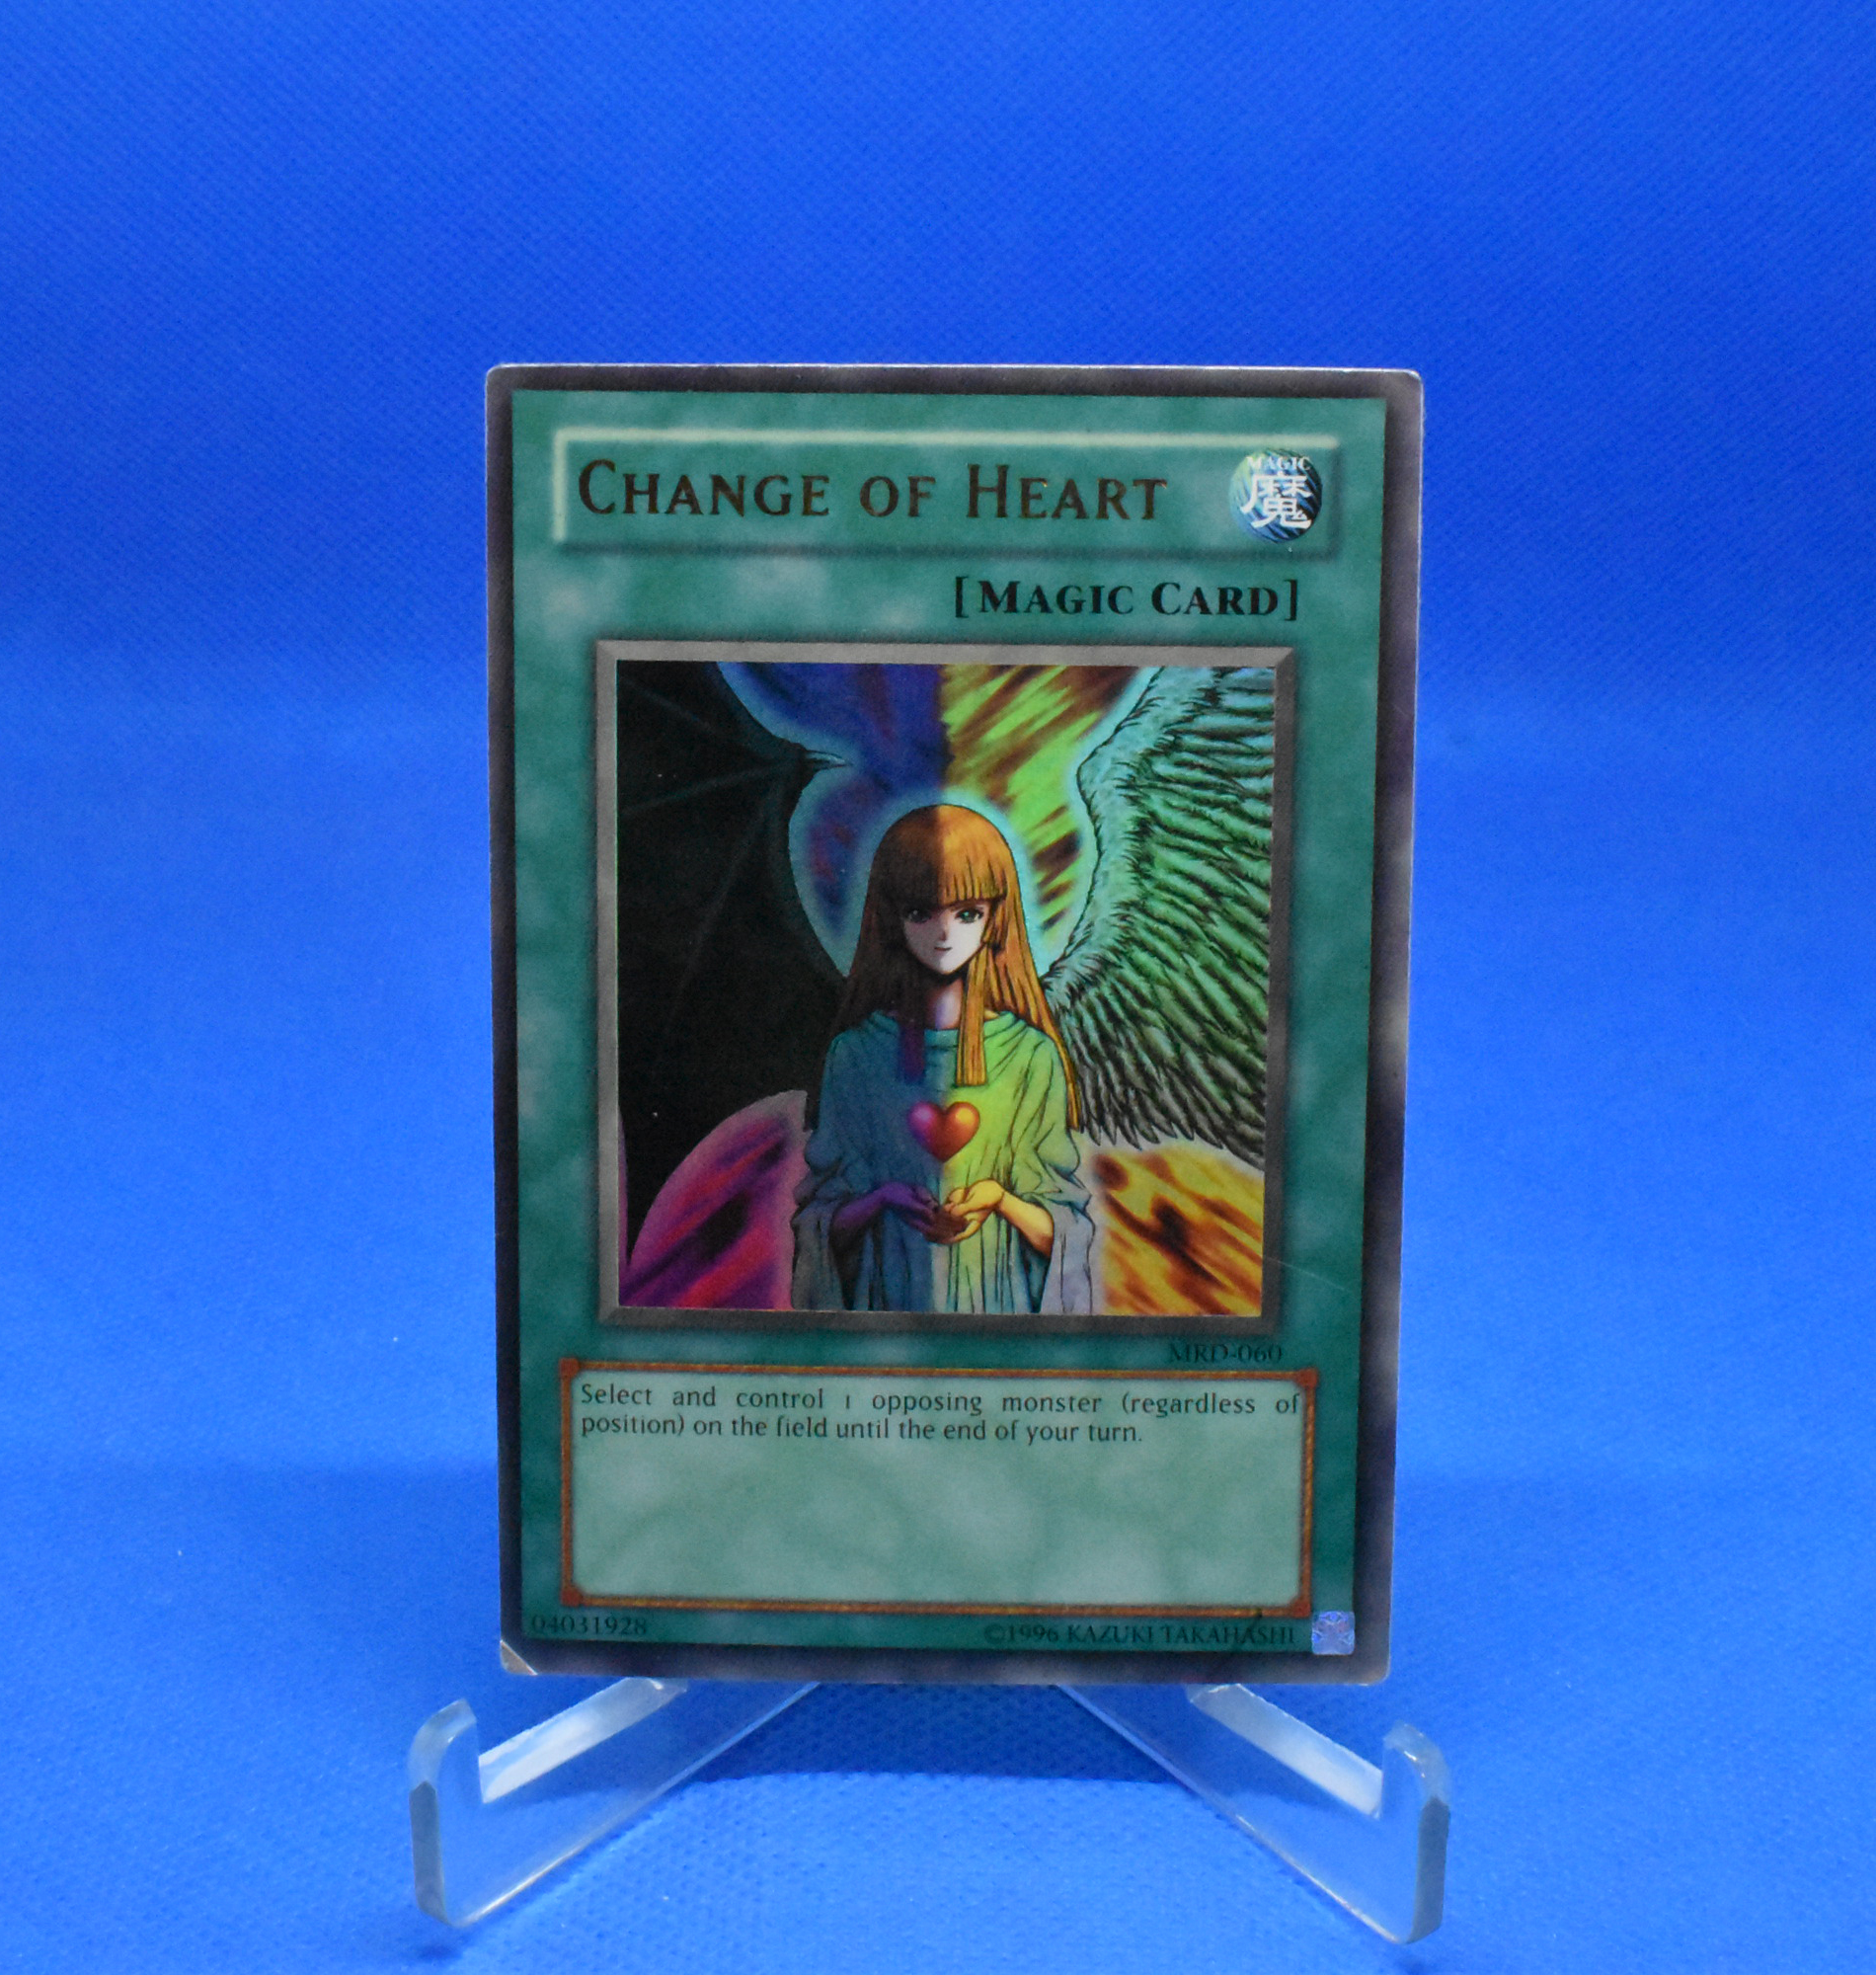 CHANGE OF HEART
MAGIC
魔
[MAGIC CARD]
MRD-060
Select and control 1 opposing monster (regardless of
position) on the field until the end of your turn.
04031928
©1996 KAZUKI TAKAHASHI